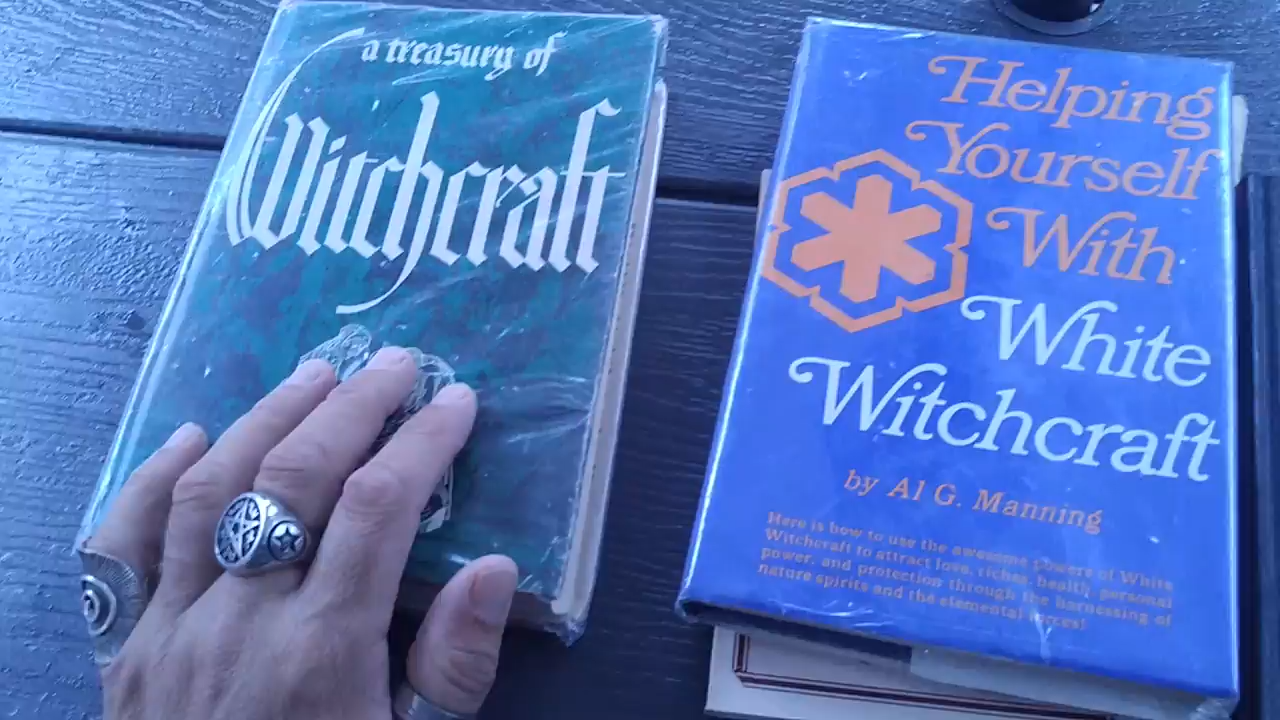 a treasury of
Witchcraft
Helping
Yourself
With
White
Witchcraft
by Al G. Manning
Here is how to use the awesome powers of White
Witchcraft to attract love, riches, health, personal
power, and protection through the harnessing of
nature spirits and the elemental forces!